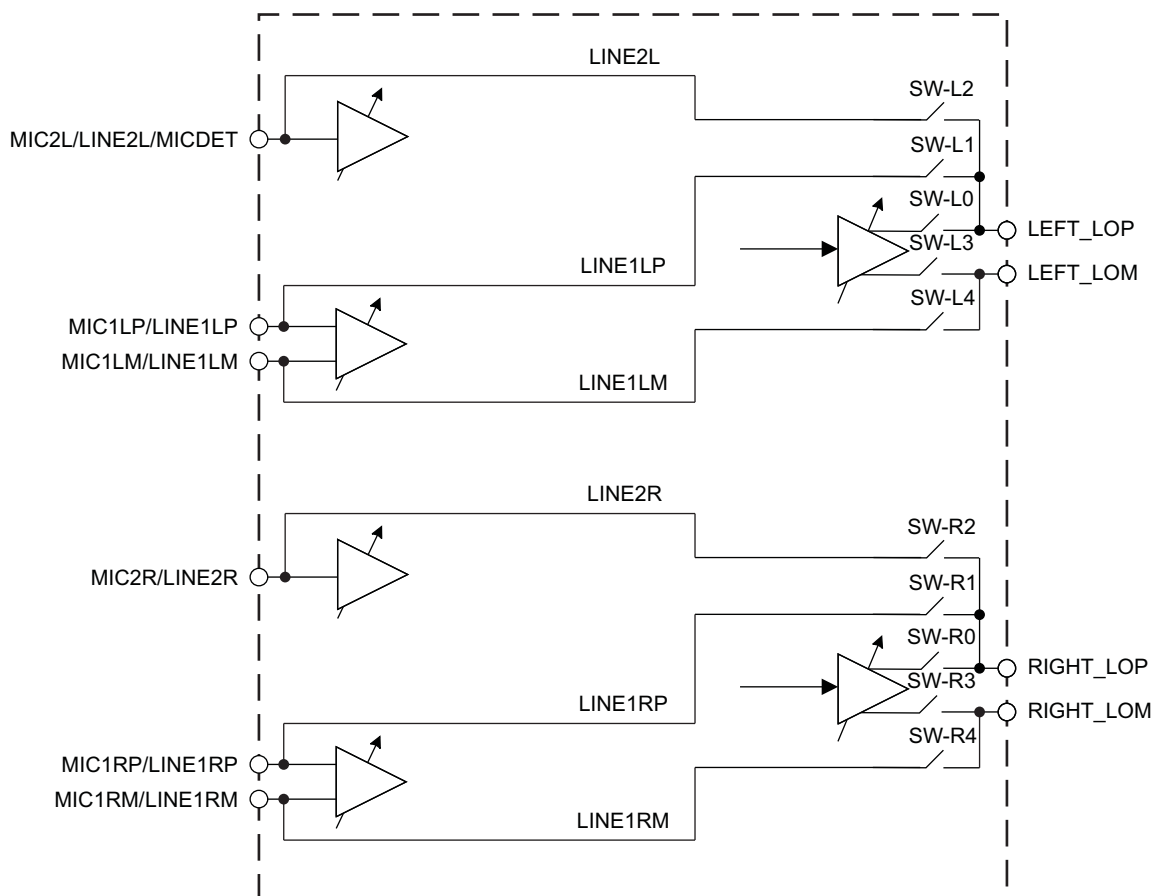 LINE2L
SW-L2
MIC2L/LINE2L/MICDET
SW-L1
SW-L0
LEFT_LOP
SW-L3
LINE1LP
LEFT_LOM
SW-L4
MIC1LP/LINE1LP
MIC1LM/LINE1LM
LINE1LM
LINE2R
SW-R2
MIC2R/LINE2R
SW-R1
SW-R0
RIGHT_LOP
SW-R3
LINE1RP
RIGHT_LOM
SW-R4
MIC1RP/LINE1RP
MIC1RM/LINE1RM
LINE1RM